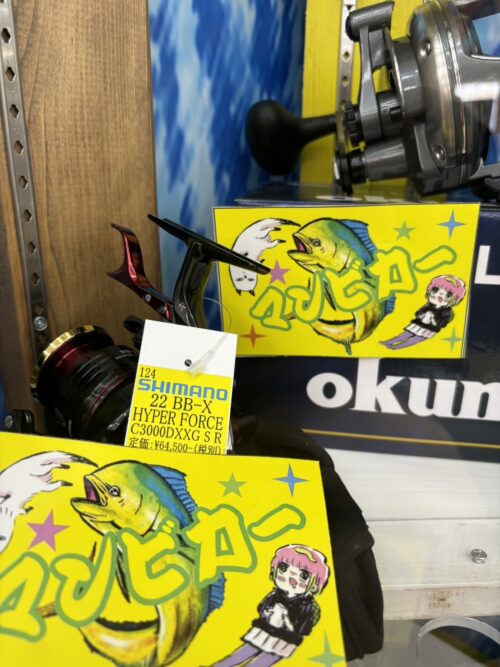 マンビカー
L
okum
124
SHIMANO
22 BB-X
HYPER FORCE
C3000DXXG S R
定価:¥64,500-(税別)
マンビカー